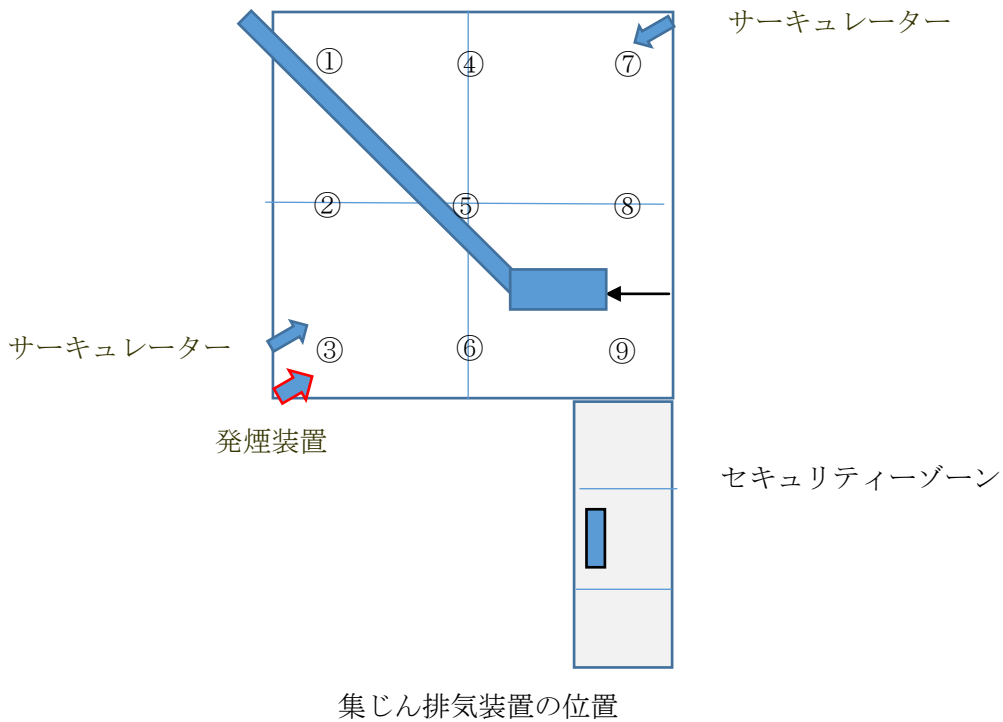 サーキュレーター
① ④ ⑦
② ⑤ ⑧
サーキュレーター
③ ⑥ ⑨
発煙装置
セキュリティーゾーン
集じん排気装置の位置